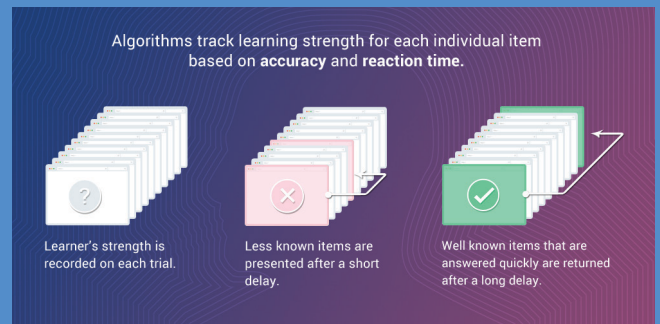 Algorithms track learning strength for each individual item
based on accuracy and reaction time.
?
Learner's strength is
recorded on each trial.
Less known items are
presented after a short
delay.
Well known items that are
answered quickly are returned
after a long delay.